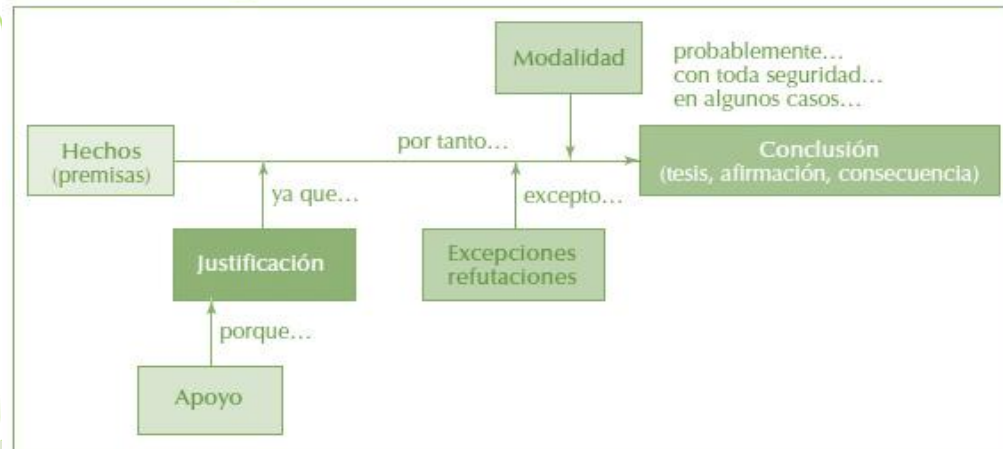 Modalidad
probablemente...
con toda seguridad...
en algunos casos...
Hechos
(premisas)
por tanto...
Conclusión
(tesis, afirmación, consecuencia)
ya que...
excepto...
Justificación
Excepciones
refutaciones
porque...
Apoyo